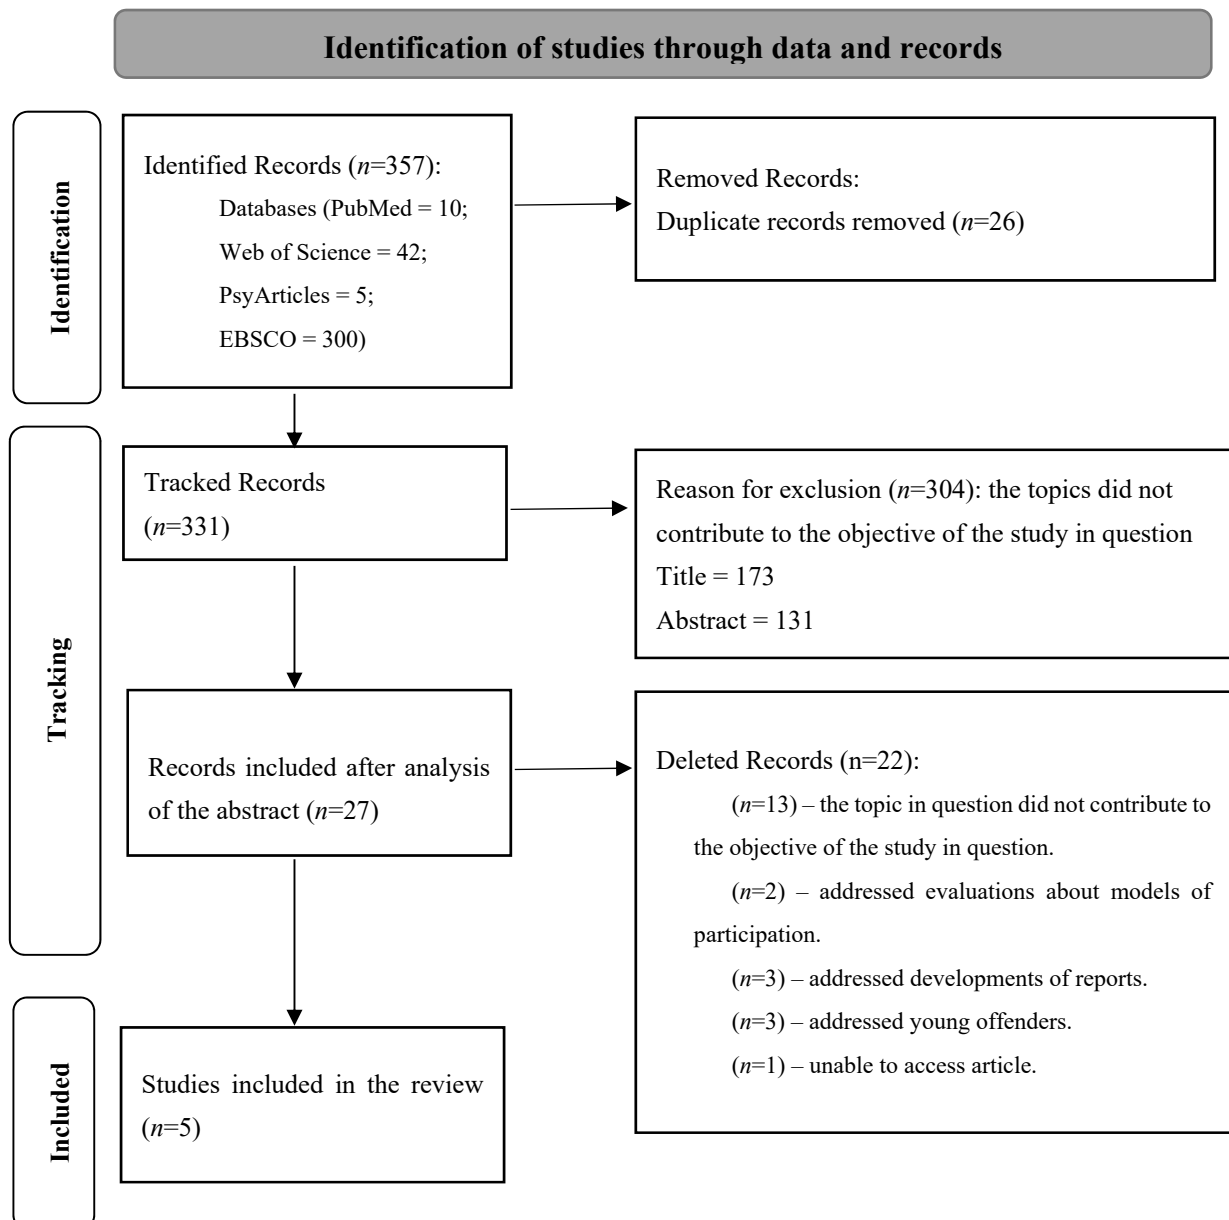 Identification of studies through data and records
Identification
Identified Records (n=357):
Databases (PubMed = 10;
Web of Science = 42;
PsyArticles = 5;
EBSCO = 300)
Removed Records:
Duplicate records removed (n=26)
Tracking
Tracked Records
(n=331)
Reason for exclusion (n=304): the topics did not
contribute to the objective of the study in question
Title = 173
Abstract = 131
Records included after analysis
of the abstract (n=27)
Deleted Records (n=22):
(n=13) – the topic in question did not contribute to
the objective of the study in question.
(n=2) – addressed evaluations about models of
participation.
(n=3) – addressed developments of reports.
(n=3) – addressed young offenders.
(n=1) – unable to access article.
Included
Studies included in the review
(n=5)